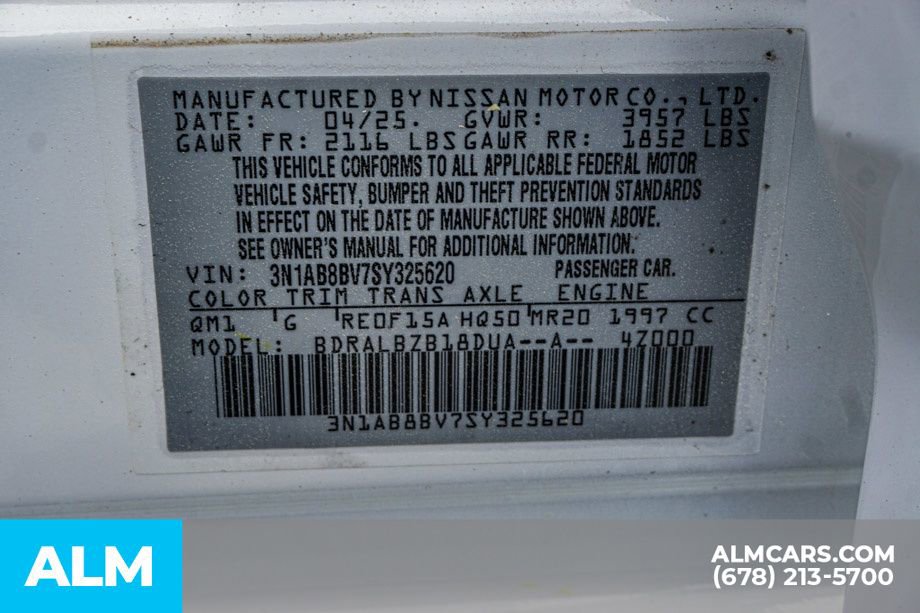 MANUFACTURED BY NISSAN MOTOR CO., LTD.
DATE: 04/25. GVWR: 3957 LBS
GAWR FR: 2116 LBS GAWR RR: 1852 LBS
THIS VEHICLE CONFORMS TO ALL APPLICABLE FEDERAL MOTOR
VEHICLE SAFETY, BUMPER AND THEFT PREVENTION STANDARDS
IN EFFECT ON THE DATE OF MANUFACTURE SHOWN ABOVE.
SEE OWNER'S MANUAL FOR ADDITIONAL INFORMATION.
VIN: 3N1AB8BV7SY325620 PASSENGER CAR.
COLOR TRIM TRANS AXLE ENGINE
QM1 G RE0F15A HQ50 MR20 1997 CC
MODEL: BDRALBZB18DUA--A-- 4Z000
3N1AB8BV7SY325620
ALM
ALMCARS.COM
(678) 213-5700